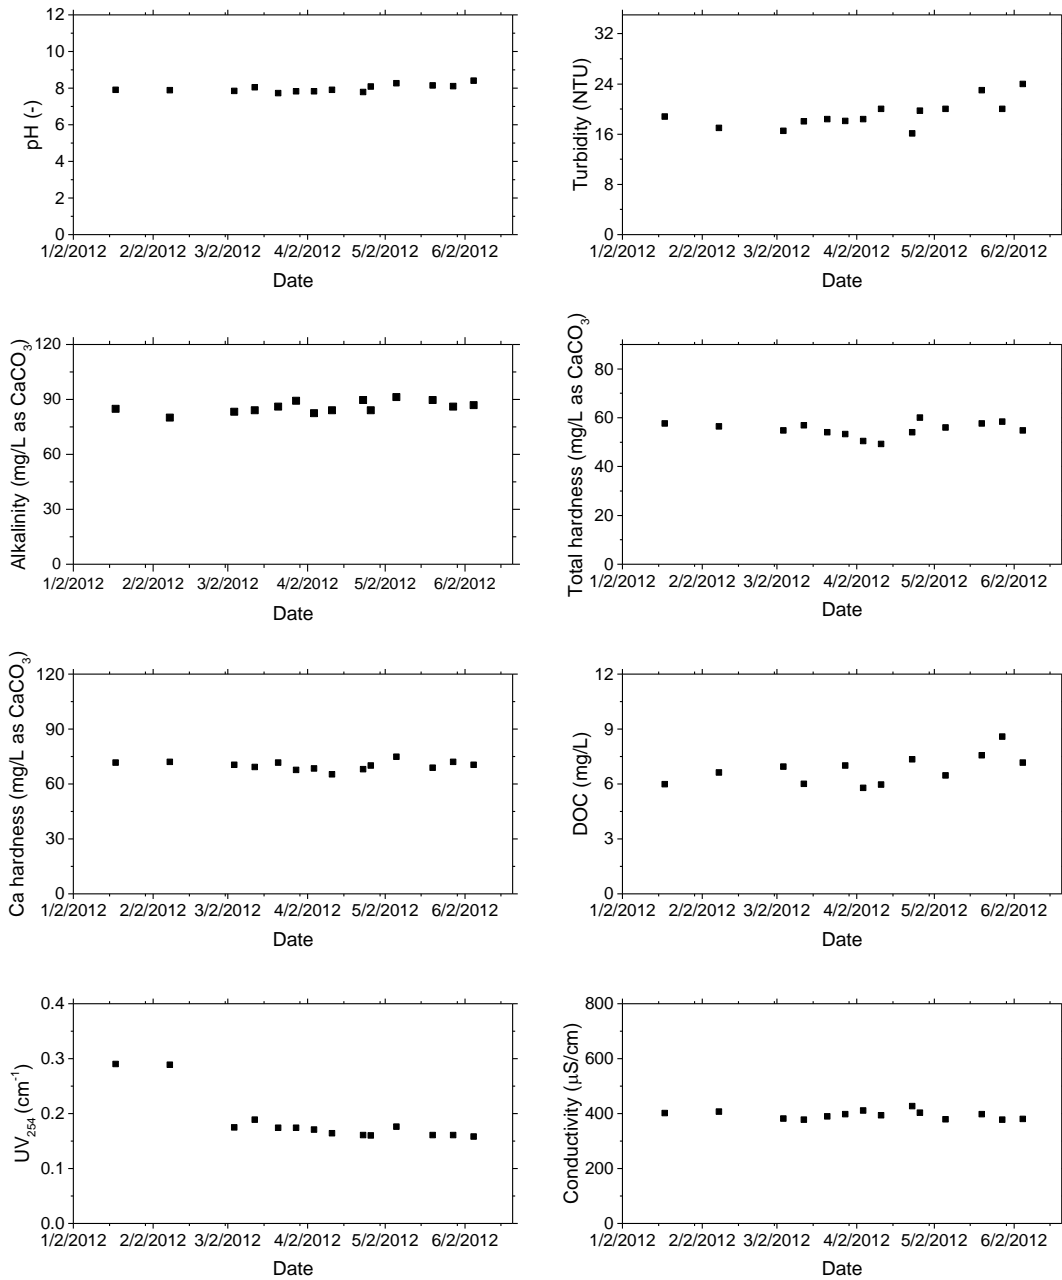 12
10
8
6
4
2
0
pH (-)
1/2/2012 2/2/2012 3/2/2012 4/2/2012 5/2/2012 6/2/2012
Date
32
24
16
8
0
Turbidity (NTU)
1/2/2012 2/2/2012 3/2/2012 4/2/2012 5/2/2012 6/2/2012
Date
120
90
60
30
0
Alkalinity (mg/L as CaCO₃)
1/2/2012 2/2/2012 3/2/2012 4/2/2012 5/2/2012 6/2/2012
Date
80
60
40
20
0
Total hardness (mg/L as CaCO₃)
1/2/2012 2/2/2012 3/2/2012 4/2/2012 5/2/2012 6/2/2012
Date
120
90
60
30
0
Ca hardness (mg/L as CaCO₃)
1/2/2012 2/2/2012 3/2/2012 4/2/2012 5/2/2012 6/2/2012
Date
12
9
6
3
0
DOC (mg/L)
1/2/2012 2/2/2012 3/2/2012 4/2/2012 5/2/2012 6/2/2012
Date
0.4
0.3
0.2
0.1
0.0
UV₂₅₄ (cm⁻¹)
1/2/2012 2/2/2012 3/2/2012 4/2/2012 5/2/2012 6/2/2012
Date
800
600
400
200
0
Conductivity (μS/cm)
1/2/2012 2/2/2012 3/2/2012 4/2/2012 5/2/2012 6/2/2012
Date